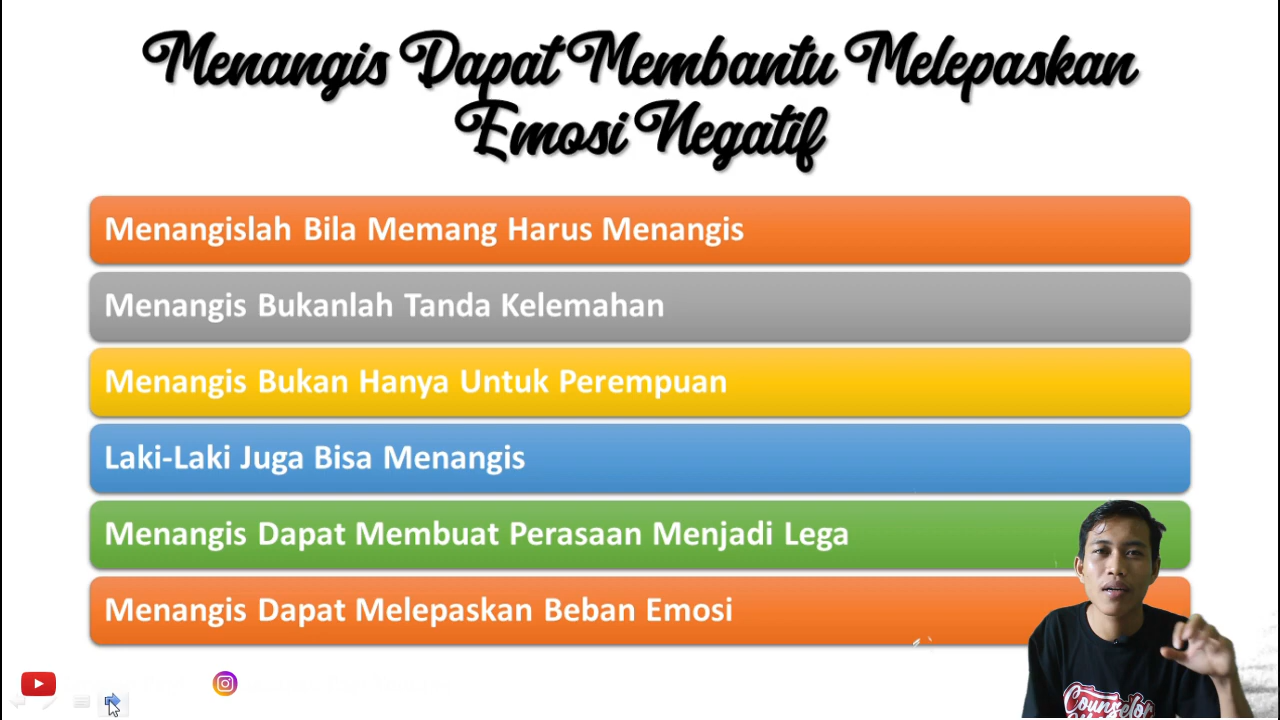 Menangis Dapat Membantu Melepaskan
Emosi Negatif
Menangislah Bila Memang Harus Menangis
Menangis Bukanlah Tanda Kelemahan
Menangis Bukan Hanya Untuk Perempuan
Laki-Laki Juga Bisa Menangis
Menangis Dapat Membuat Perasaan Menjadi Lega
Menangis Dapat Melepaskan Beban Emosi
Counselor